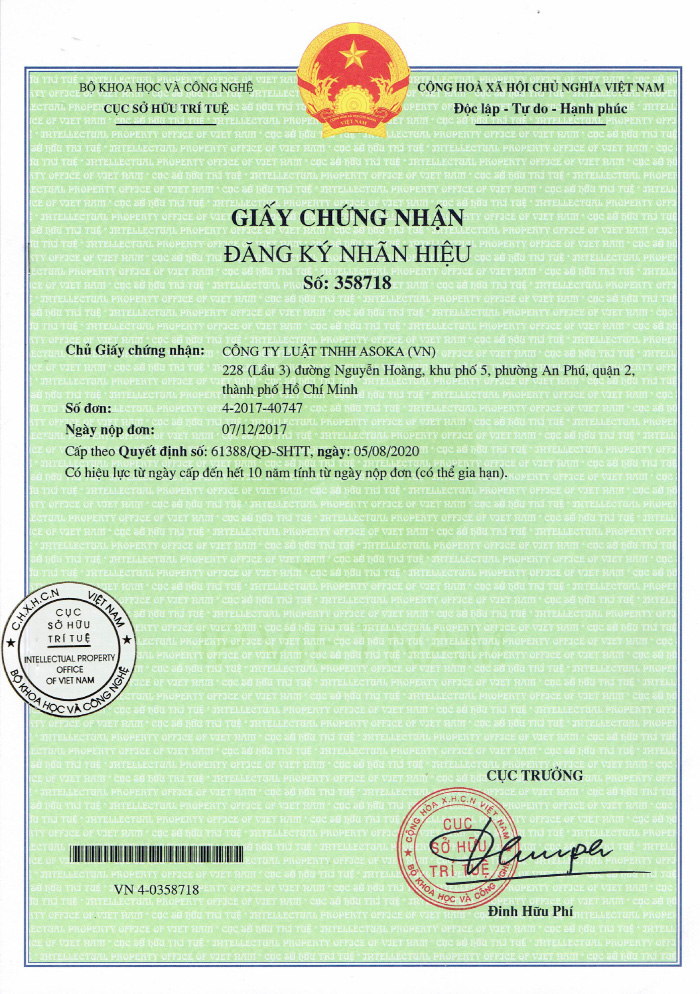 BỘ KHOA HỌC VÀ CÔNG NGHỆ
CỤC SỞ HỮU TRÍ TUỆ
CỘNG HOÀ XÃ HỘI CHỦ NGHĨA VIỆT NAM
Độc lập - Tự do - Hạnh phúc
VIỆT NAM
GIẤY CHỨNG NHẬN
ĐĂNG KÝ NHÃN HIỆU
Số: 358718
Chủ Giấy chứng nhận: CÔNG TY LUẬT TNHH ASOKA (VN)
228 (Lầu 3) đường Nguyễn Hoàng, khu phố 5, phường An Phú, quận 2,
thành phố Hồ Chí Minh
Số đơn: 4-2017-40747
Ngày nộp đơn: 07/12/2017
Cấp theo Quyết định số: 61388/QĐ-SHTT, ngày: 05/08/2020
Có hiệu lực từ ngày cấp đến hết 10 năm tính từ ngày nộp đơn (có thể gia hạn).
C.H.X.H.C.N VIỆT NAM
CỤC
SỞ HỮU
TRÍ TUỆ
INTELLECTUAL PROPERTY
OFFICE
OF VIET NAM
BỘ KHOA HỌC VÀ CÔNG NGHỆ
CỤC TRƯỞNG
CỘNG HÒA X.H.C.N VIỆT NAM
CỤC
SỞ HỮU
TRÍ TUỆ
BỘ KHOA HỌC VÀ CÔNG NGHỆ
VN 4-0358718
Đinh Hữu Phí